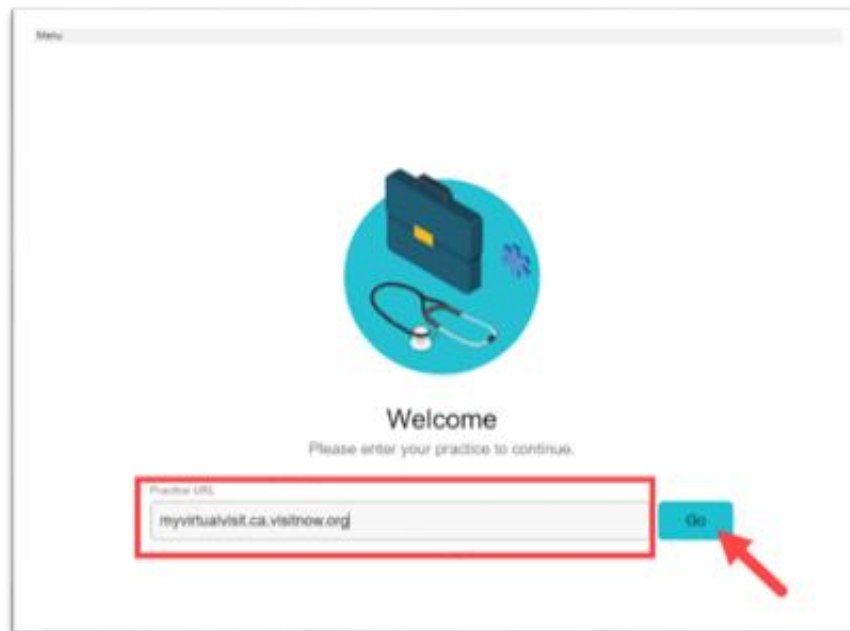 Menu
Welcome
Please enter your practice to continue.
Practice URL
myvirtualvisit.ca.visitnow.org
Go